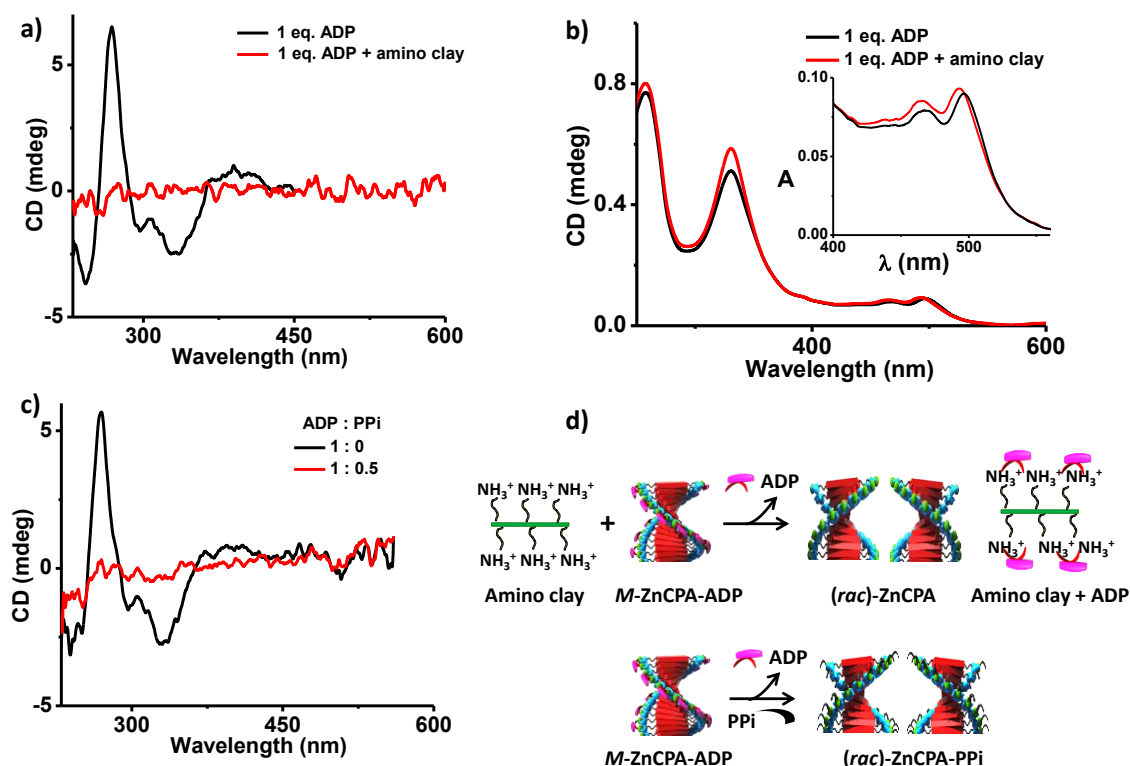 a)
1 eq. ADP
1 eq. ADP + amino clay
CD (mdeg)
5
0
-5
300
450
600
Wavelength (nm)
b)
1 eq. ADP
1 eq. ADP + amino clay
CD (mdeg)
0.8
0.4
0.0
400
600
Wavelength (nm)
A
0.10
0.05
0.00
400
500
λ (nm)
c)
ADP : PPi
1 : 0
1 : 0.5
CD (mdeg)
5
0
-5
300
450
600
Wavelength (nm)
d)
NH₃⁺ NH₃⁺ NH₃⁺
NH₃⁺ NH₃⁺ NH₃⁺
Amino clay
+
M-ZnCPA-ADP
ADP
(rac)-ZnCPA
NH₃⁺ NH₃⁺ NH₃⁺
NH₃⁺ NH₃⁺ NH₃⁺
Amino clay + ADP
ADP
PPi
M-ZnCPA-ADP
(rac)-ZnCPA-PPi